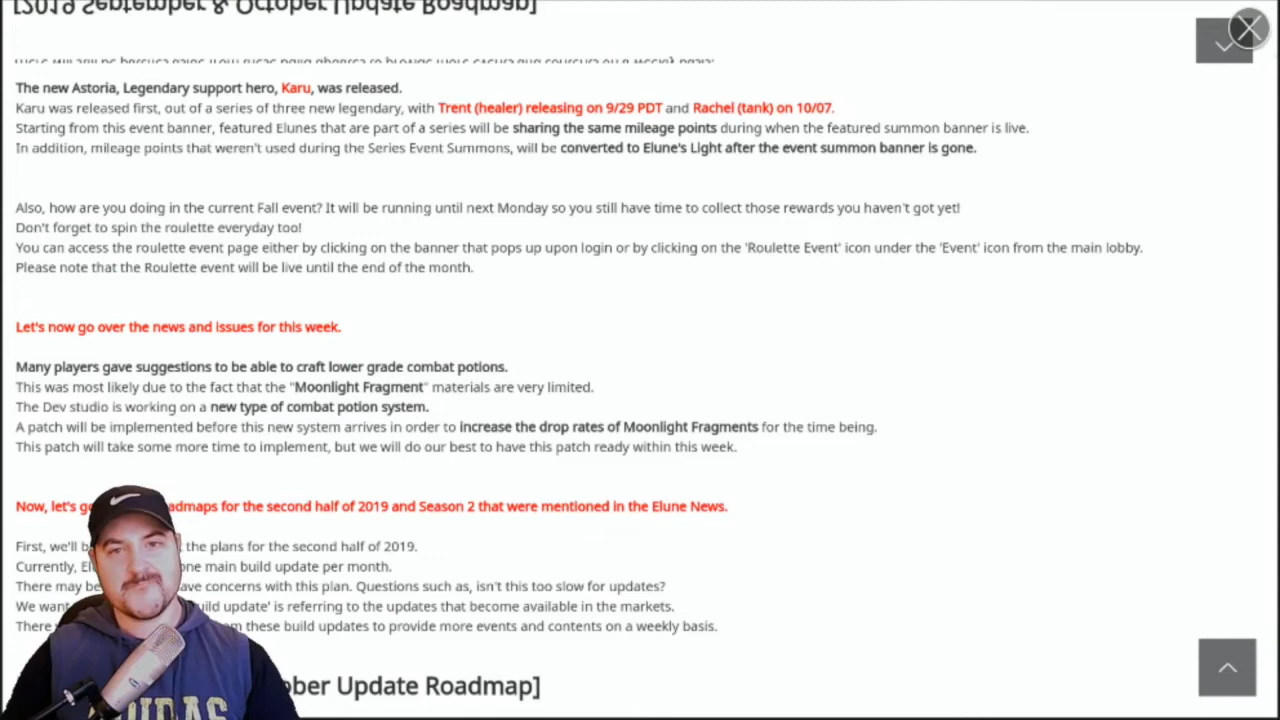 [2019 September & October Update Roadmap]
The new Astoria, Legendary support hero, Karu, was released.
Karu was released first, out of a series of three new legendary, with Trent (healer) releasing on 9/29 PDT and Rachel (tank) on 10/07.
Starting from this event banner, featured Elunes that are part of a series will be sharing the same mileage points during when the featured summon banner is live.
In addition, mileage points that weren't used during the Series Event Summons, will be converted to Elune's Light after the event summon banner is gone.
Also, how are you doing in the current Fall event? It will be running until next Monday so you still have time to collect those rewards you haven't got yet!
Don't forget to spin the roulette everyday too!
You can access the roulette event page either by clicking on the banner that pops up upon login or by clicking on the 'Roulette Event' icon under the 'Event' icon from the main lobby.
Please note that the Roulette event will be live until the end of the month.
Let's now go over the news and issues for this week.
Many players gave suggestions to be able to craft lower grade combat potions.
This was most likely due to the fact that the "Moonlight Fragment" materials are very limited.
The Dev studio is working on a new type of combat potion system.
A patch will be implemented before this new system arrives in order to increase the drop rates of Moonlight Fragments for the time being.
This patch will take some more time to implement, but we will do our best to have this patch ready within this week.
Now, let's go admaps for the second half of 2019 and Season 2 that were mentioned in the Elune News.
First, we'll b the plans for the second half of 2019.
Currently, El one main build update per month.
There may be ave concerns with this plan. Questions such as, isn't this too slow for updates?
We want uild update' is referring to the updates that become available in the markets.
There m these build updates to provide more events and contents on a weekly basis.
ober Update Roadmap]